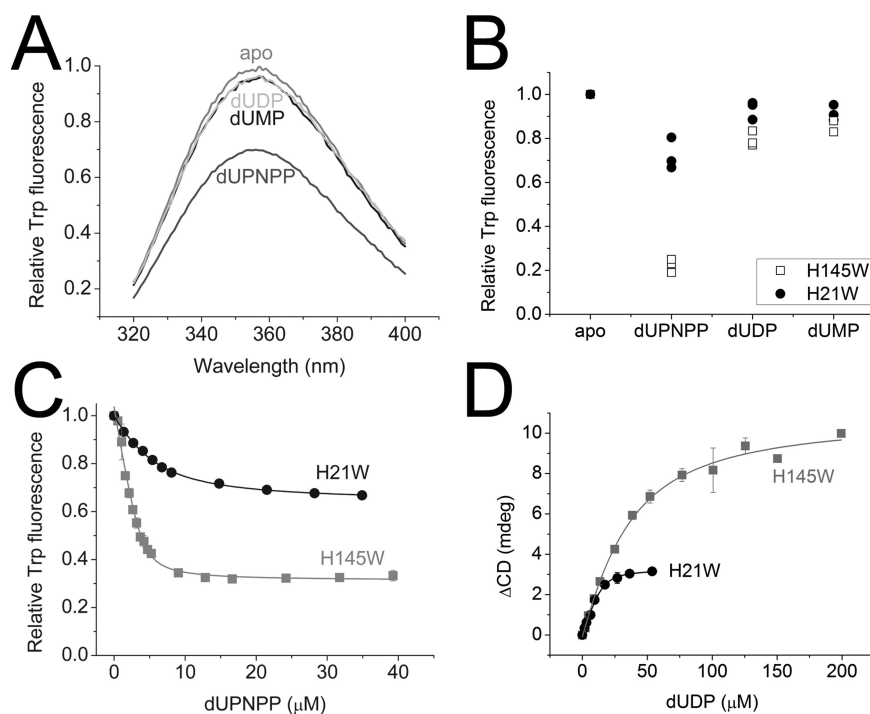 A
Relative Trp fluorescence
1.0
0.8
0.6
0.4
0.2
apo
dUDP
dUMP
dUPNPP
320 340 360 380 400
Wavelength (nm)
B
Relative Trp fluorescence
1.0
0.8
0.6
0.4
0.2
0.0
H145W
H21W
apo dUPNPP dUDP dUMP
C
Relative Trp fluorescence
1.0
0.8
0.6
0.4
0.2
0.0
H21W
H145W
0 10 20 30 40
dUPNPP (μM)
D
ΔCD (mdeg)
10
8
6
4
2
0
H145W
H21W
0 50 100 150 200
dUDP (μM)